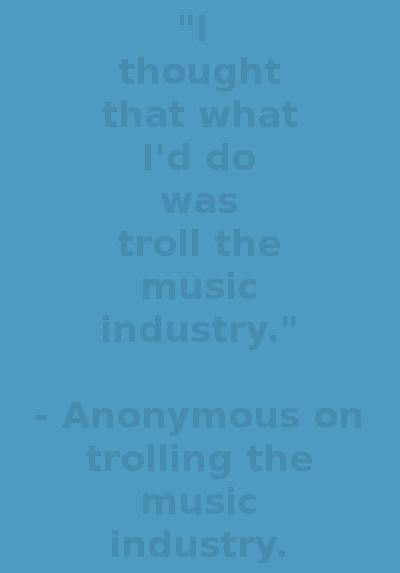 "I
thought
that what
I'd do
was
troll the
music
industry."
- Anonymous on
trolling the
music
industry.